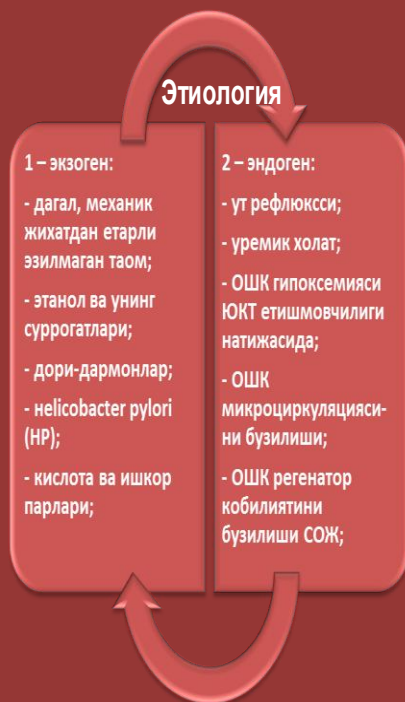 Этиология
1 – экзоген:
- дагал, механик
жихатдан етарли
эзилмаган таом;
- этанол ва унинг
суррогатлари;
- дори-дармонлар;
- нelicobacter pylori
(НР);
- кислота ва ишкор
парлари;
2 – эндоген:
- ут рефлюксси;
- уремик холат;
- ОШК гипоксемияси
ЮКТ етишмовчилиги
натижасида;
- ОШК
микроциркуляцияси-
ни бузилиши;
- ОШК регенатор
кобилиятини
бузилиши СОЖ;